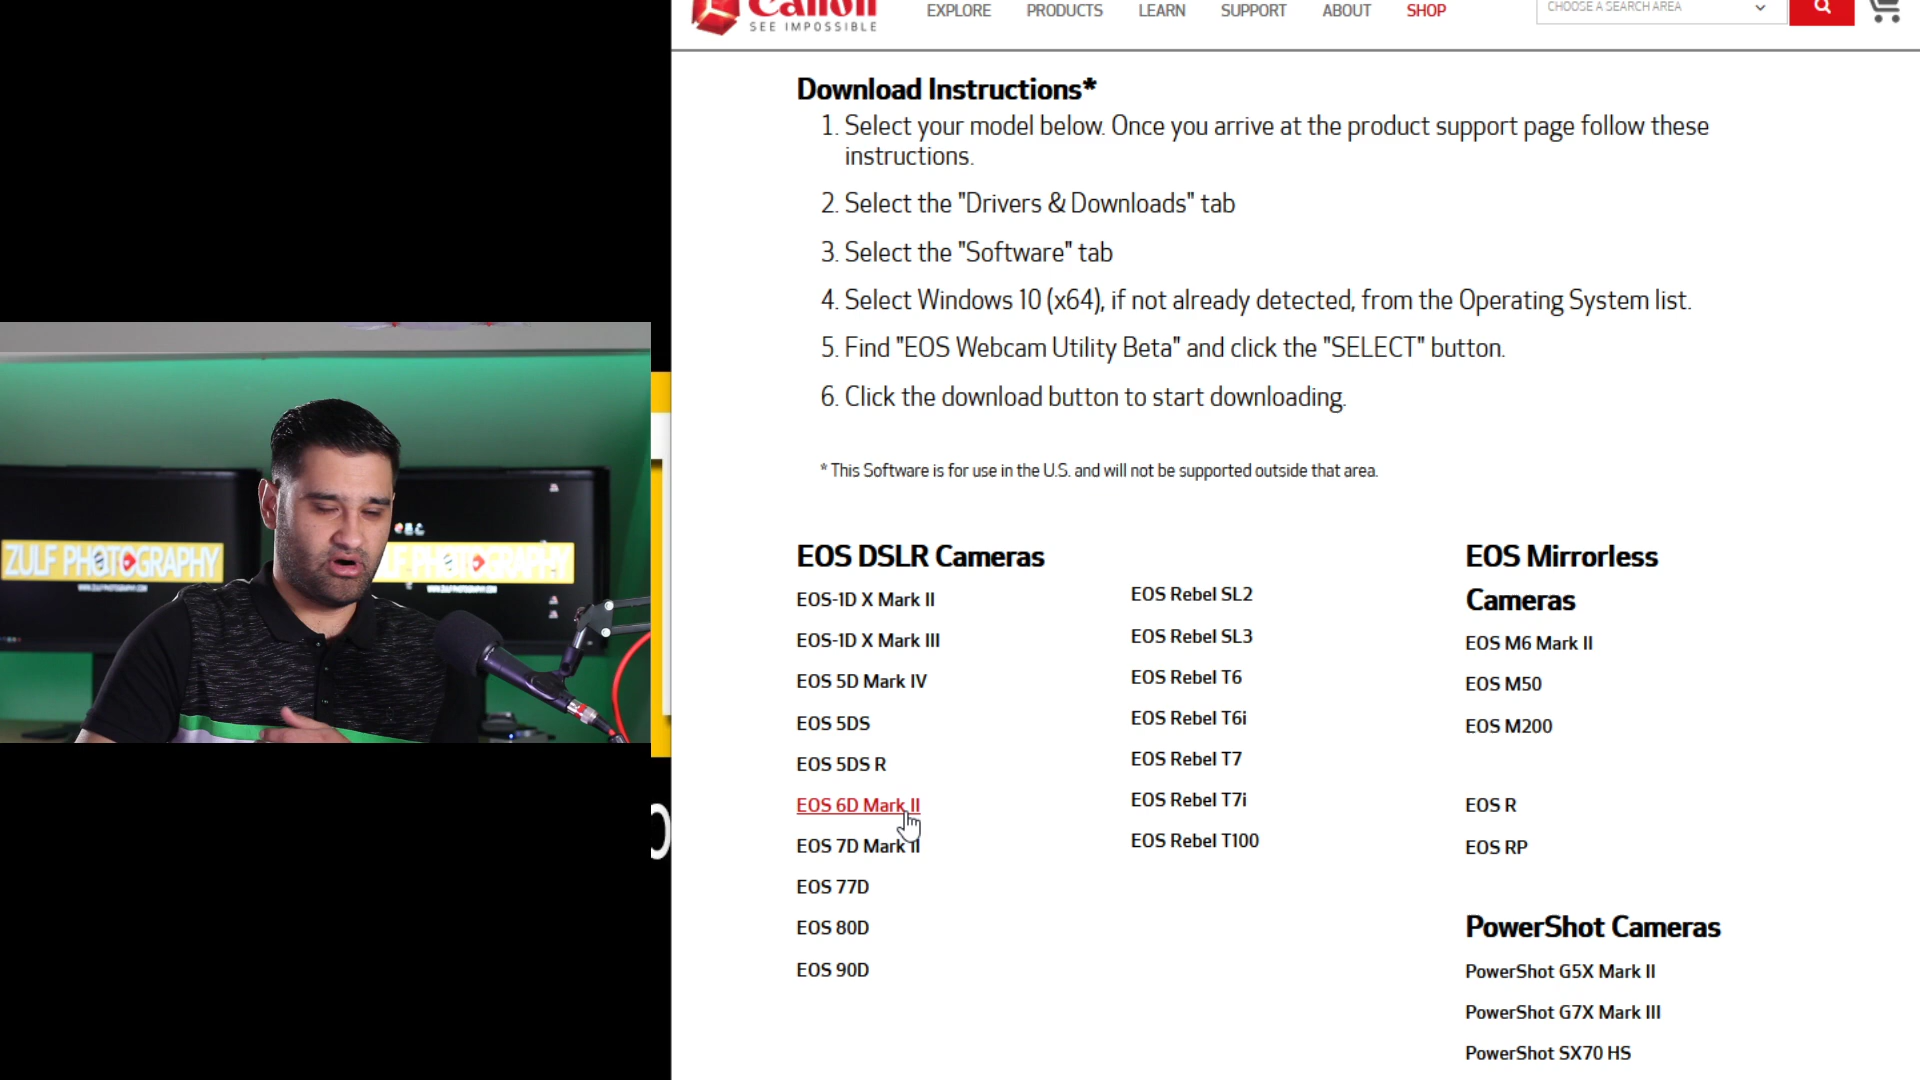 Canon
SEE IMPOSSIBLE
EXPLORE PRODUCTS LEARN SUPPORT ABOUT SHOP
CHOOSE A SEARCH AREA
Download Instructions*
1. Select your model below. Once you arrive at the product support page follow these
instructions.
2. Select the "Drivers & Downloads" tab
3. Select the "Software" tab
4. Select Windows 10 (x64), if not already detected, from the Operating System list.
5. Find "EOS Webcam Utility Beta" and click the "SELECT" button.
6. Click the download button to start downloading.
* This Software is for use in the U.S. and will not be supported outside that area.
EOS DSLR Cameras
EOS-1D X Mark II
EOS-1D X Mark III
EOS 5D Mark IV
EOS 5DS
EOS 5DS R
EOS 6D Mark II
EOS 7D Mark II
EOS 77D
EOS 80D
EOS 90D
EOS Rebel SL2
EOS Rebel SL3
EOS Rebel T6
EOS Rebel T6i
EOS Rebel T7
EOS Rebel T7i
EOS Rebel T100
EOS Mirrorless
Cameras
EOS M6 Mark II
EOS M50
EOS M200
EOS R
EOS RP
PowerShot Cameras
PowerShot G5X Mark II
PowerShot G7X Mark III
PowerShot SX70 HS
ZULF PHOTOGRAPHY
ZULF PHOTOGRAPHY